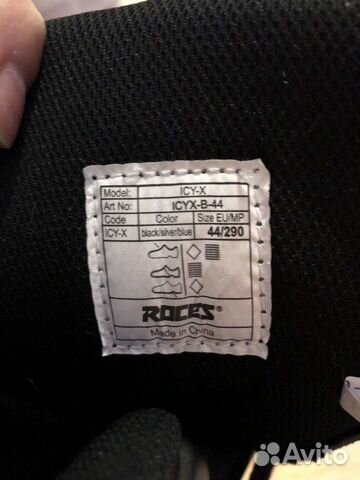 Model: ICY-X
Art No: ICYX-B-44
Code Color Size EU/MP
ICY-X black/silver/blue 44/290
ROCES®
Made in China
Avito